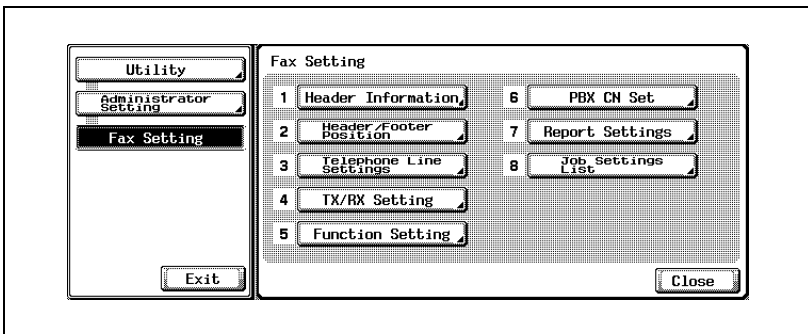 Utility
Administrator
Setting
Fax Setting
Exit
Fax Setting
1 Header Information
2 Header/Footer
Position
3 Telephone Line
Settings
4 TX/RX Setting
5 Function Setting
6 PBX CN Set
7 Report Settings
8 Job Settings
List
Close